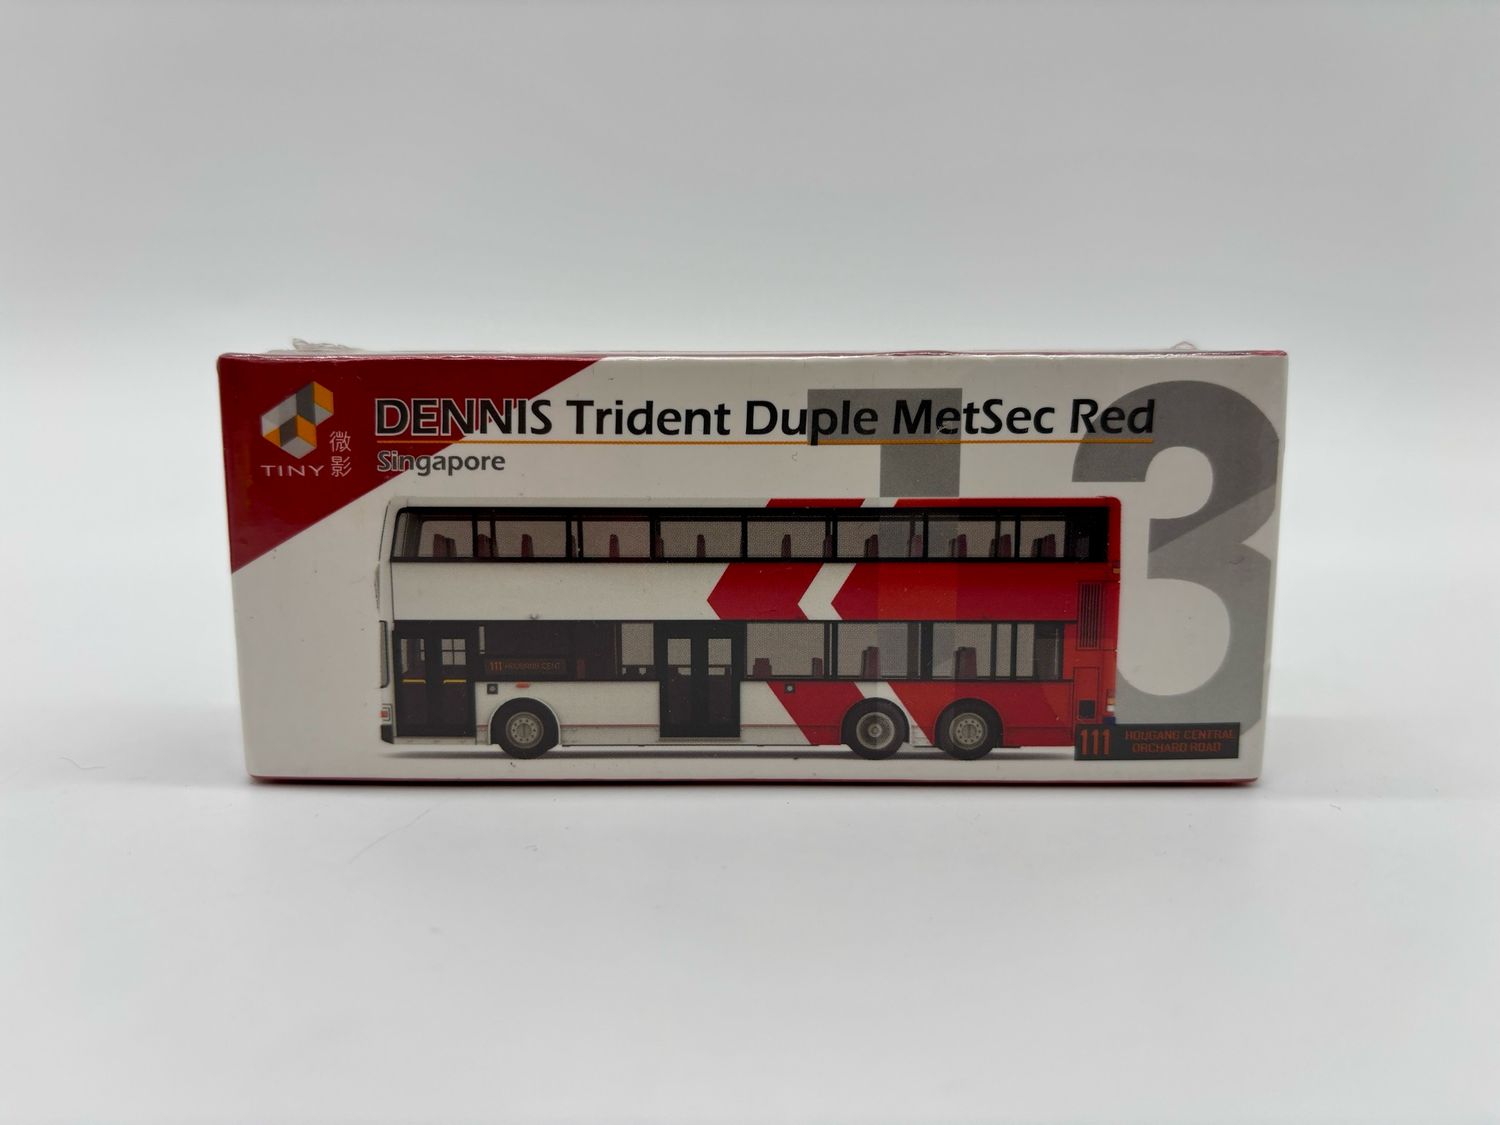 13
DENNIS Trident Duple MetSec Red
微影
TINY
Singapore
111 HOUGANG CENT
111 HOUGANG CENTRAL
ORCHARD ROAD